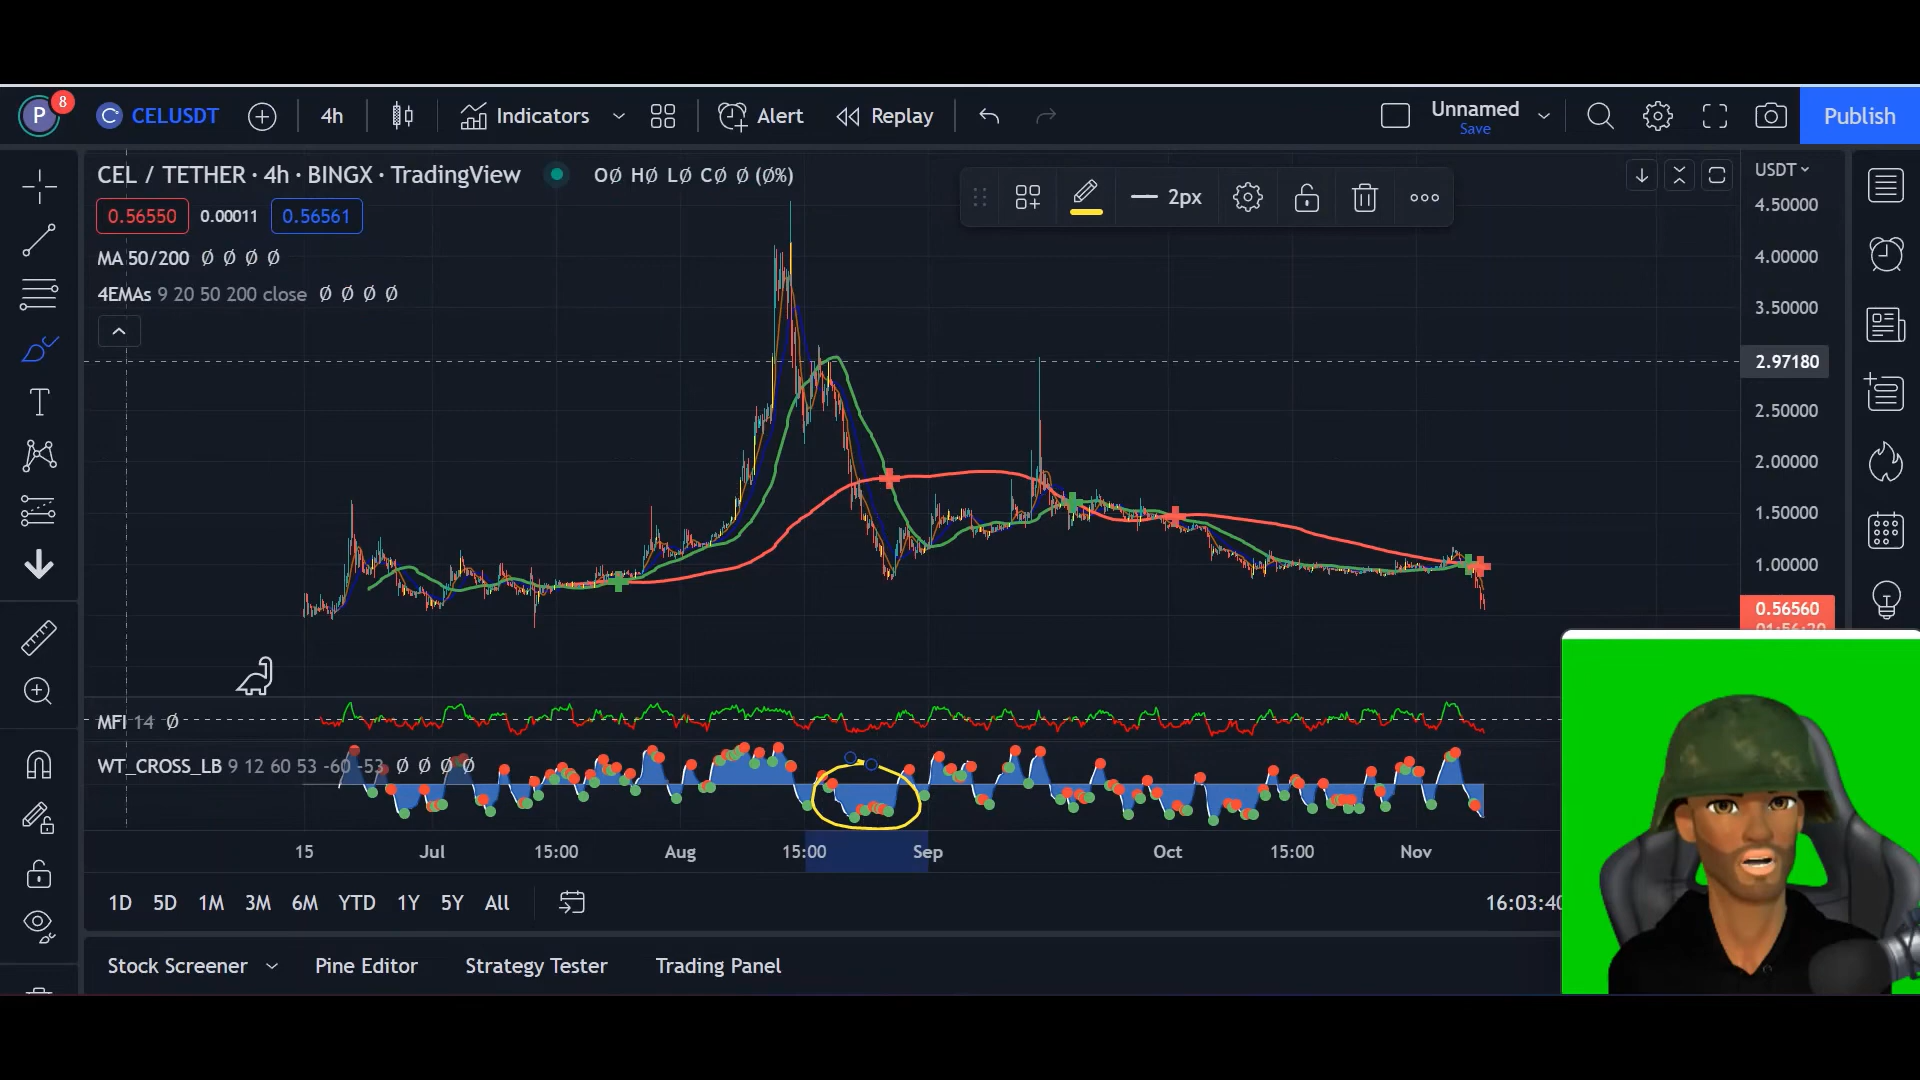 P 8 CELUSDT 4h Indicators Alert Replay Unnamed Publish
Save
CEL / TETHER · 4h · BINGX · TradingView OØ HØ LØ CØ Ø (Ø%) USDT
2px
0.56550 0.00011 0.56561 4.50000
MA 50/200 Ø Ø Ø Ø 4.00000
4EMAs 9 20 50 200 close Ø Ø Ø Ø
3.50000
2.97180
2.50000
2.00000
1.50000
1.00000
0.56560
MFI 14 Ø
WT_CROSS_LB 9 12 60 53 -60 -53 Ø Ø Ø Ø
15 Jul 15:00 Aug 15:00 Sep Oct 15:00 Nov
1D 5D 1M 3M 6M YTD 1Y 5Y All 16:03:40
Stock Screener Pine Editor Strategy Tester Trading Panel